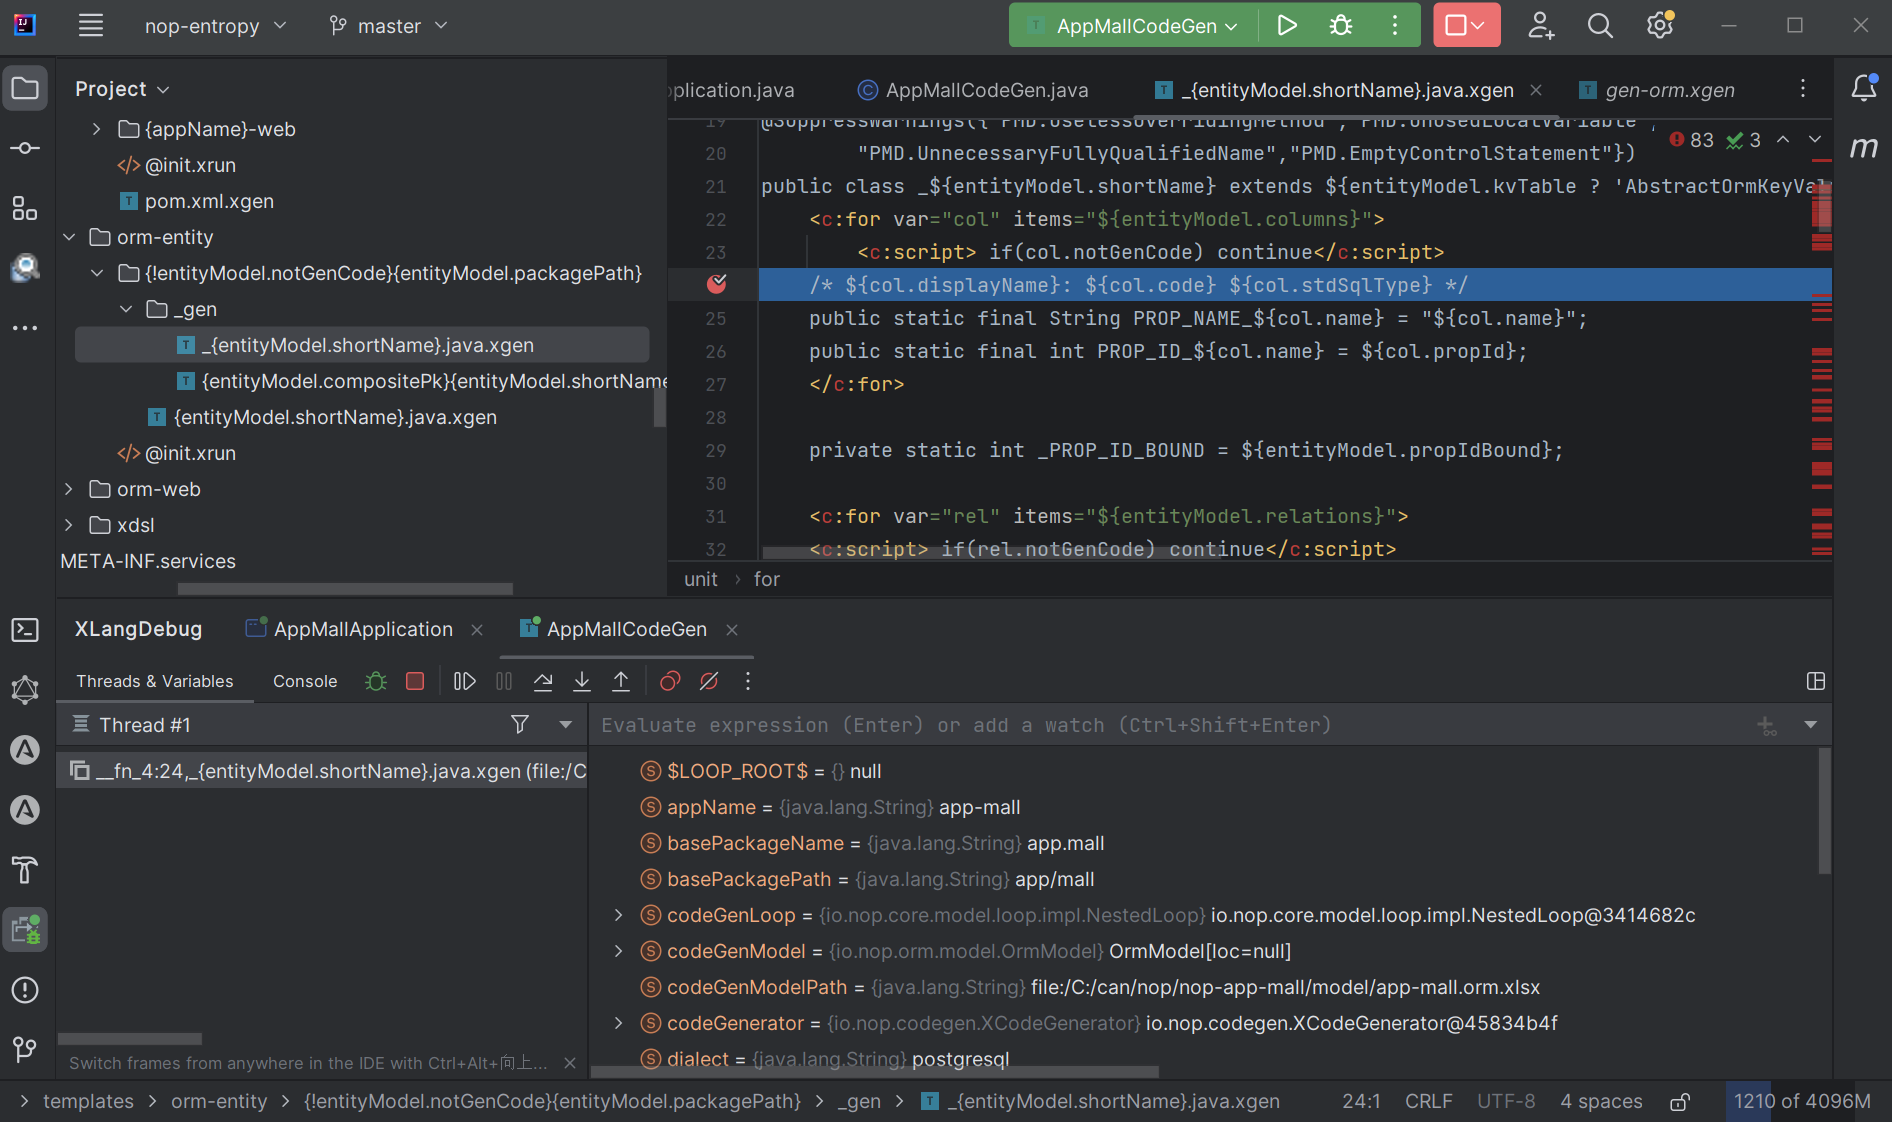 nop-entropy
master
AppMallCodeGen
Project
plication.java
AppMallCodeGen.java
_{entityModel.shortName}.java.xgen
gen-orm.xgen
{appName}-web
@init.xrun
pom.xml.xgen
orm-entity
{!entityModel.notGenCode}{entityModel.packagePath}
_gen
_{entityModel.shortName}.java.xgen
{entityModel.compositePk}{entityModel.shortName
{entityModel.shortName}.java.xgen
@init.xrun
orm-web
xdsl
META-INF.services
83 3
19 @SuppressWarnings({"PMD.UselessOverridingMethod","PMD.UnusedLocalVariable",
20 "PMD.UnnecessaryFullyQualifiedName","PMD.EmptyControlStatement"})
21 public class _${entityModel.shortName} extends ${entityModel.kvTable ? 'AbstractOrmKeyVal
22 <c:for var="col" items="${entityModel.columns}">
23 <c:script> if(col.notGenCode) continue</c:script>
/* ${col.displayName}: ${col.code} ${col.stdSqlType} */
25 public static final String PROP_NAME_${col.name} = "${col.name}";
26 public static final int PROP_ID_${col.name} = ${col.propId};
27 </c:for>
28
29 private static int _PROP_ID_BOUND = ${entityModel.propIdBound};
30
31 <c:for var="rel" items="${entityModel.relations}">
32 <c:script> if(rel.notGenCode) continue</c:script>
unit › for
XLangDebug
AppMallApplication
AppMallCodeGen
Threads & Variables
Console
Thread #1
Evaluate expression (Enter) or add a watch (Ctrl+Shift+Enter)
__fn_4:24,_{entityModel.shortName}.java.xgen (file:/C
$LOOP_ROOT$ = {} null
appName = {java.lang.String} app-mall
basePackageName = {java.lang.String} app.mall
basePackagePath = {java.lang.String} app/mall
codeGenLoop = {io.nop.core.model.loop.impl.NestedLoop} io.nop.core.model.loop.impl.NestedLoop@3414682c
codeGenModel = {io.nop.orm.model.OrmModel} OrmModel[loc=null]
codeGenModelPath = {java.lang.String} file:/C:/can/nop/nop-app-mall/model/app-mall.orm.xlsx
codeGenerator = {io.nop.codegen.XCodeGenerator} io.nop.codegen.XCodeGenerator@45834b4f
dialect = {java.lang.String} postgresql
Switch frames from anywhere in the IDE with Ctrl+Alt+向上...
templates › orm-entity › {!entityModel.notGenCode}{entityModel.packagePath} › _gen › _{entityModel.shortName}.java.xgen
24:1 CRLF UTF-8 4 spaces 1210 of 4096M